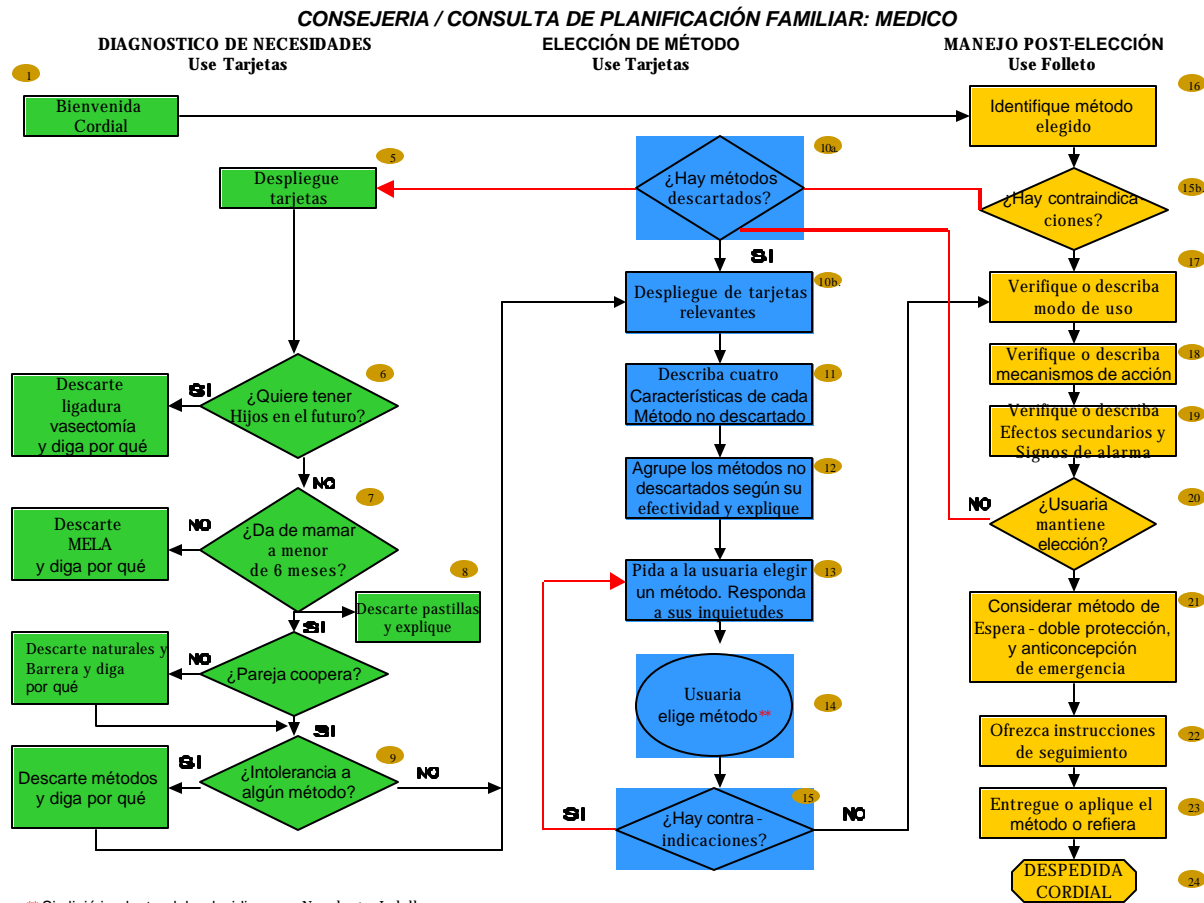 CONSEJERIA / CONSULTA DE PLANIFICACIÓN FAMILIAR: MEDICO
DIAGNOSTICO DE NECESIDADES
Use Tarjetas
ELECCIÓN DE MÉTODO
Use Tarjetas
MANEJO POST-ELECCIÓN
Use Folleto
1
Bienvenida
Cordial
5
Despliegue
tarjetas
6
¿Quiere tener
Hijos en el futuro?
SI
Descarte
ligadura
vasectomía
y diga por qué
NO
7
¿Da de mamar
a menor
de 6 meses?
NO
Descarte
MELA
y diga por qué
8
Descarte pastillas
y explique
SI
¿Pareja coopera?
NO
Descarte naturales y
Barrera y diga
por qué
SI
9
¿Intolerancia a
algún método?
SI
Descarte métodos
y diga por qué
NO
10a.
¿Hay métodos
descartados?
SI
10b.
Despliegue de tarjetas
relevantes
11
Describa cuatro
Características de cada
Método no descartado
12
Agrupe los métodos no
descartados según su
efectividad y explique
13
Pida a la usuaria elegir
un método. Responda
a sus inquietudes
14
Usuaria
elige método**
15
¿Hay contra -
indicaciones?
SI
NO
16
Identifique método
elegido
15b.
¿Hay contraindica-
ciones?
17
Verifique o describa
modo de uso
18
Verifique o describa
mecanismos de acción
19
Verifique o describa
Efectos secundarios y
Signos de alarma
20
¿Usuaria
mantiene
elección?
NO
21
Considerar método de
Espera - doble protección,
y anticoncepción
de emergencia
22
Ofrezca instrucciones
de seguimiento
23
Entregue o aplique el
método o refiera
24
DESPEDIDA
CORDIAL
**